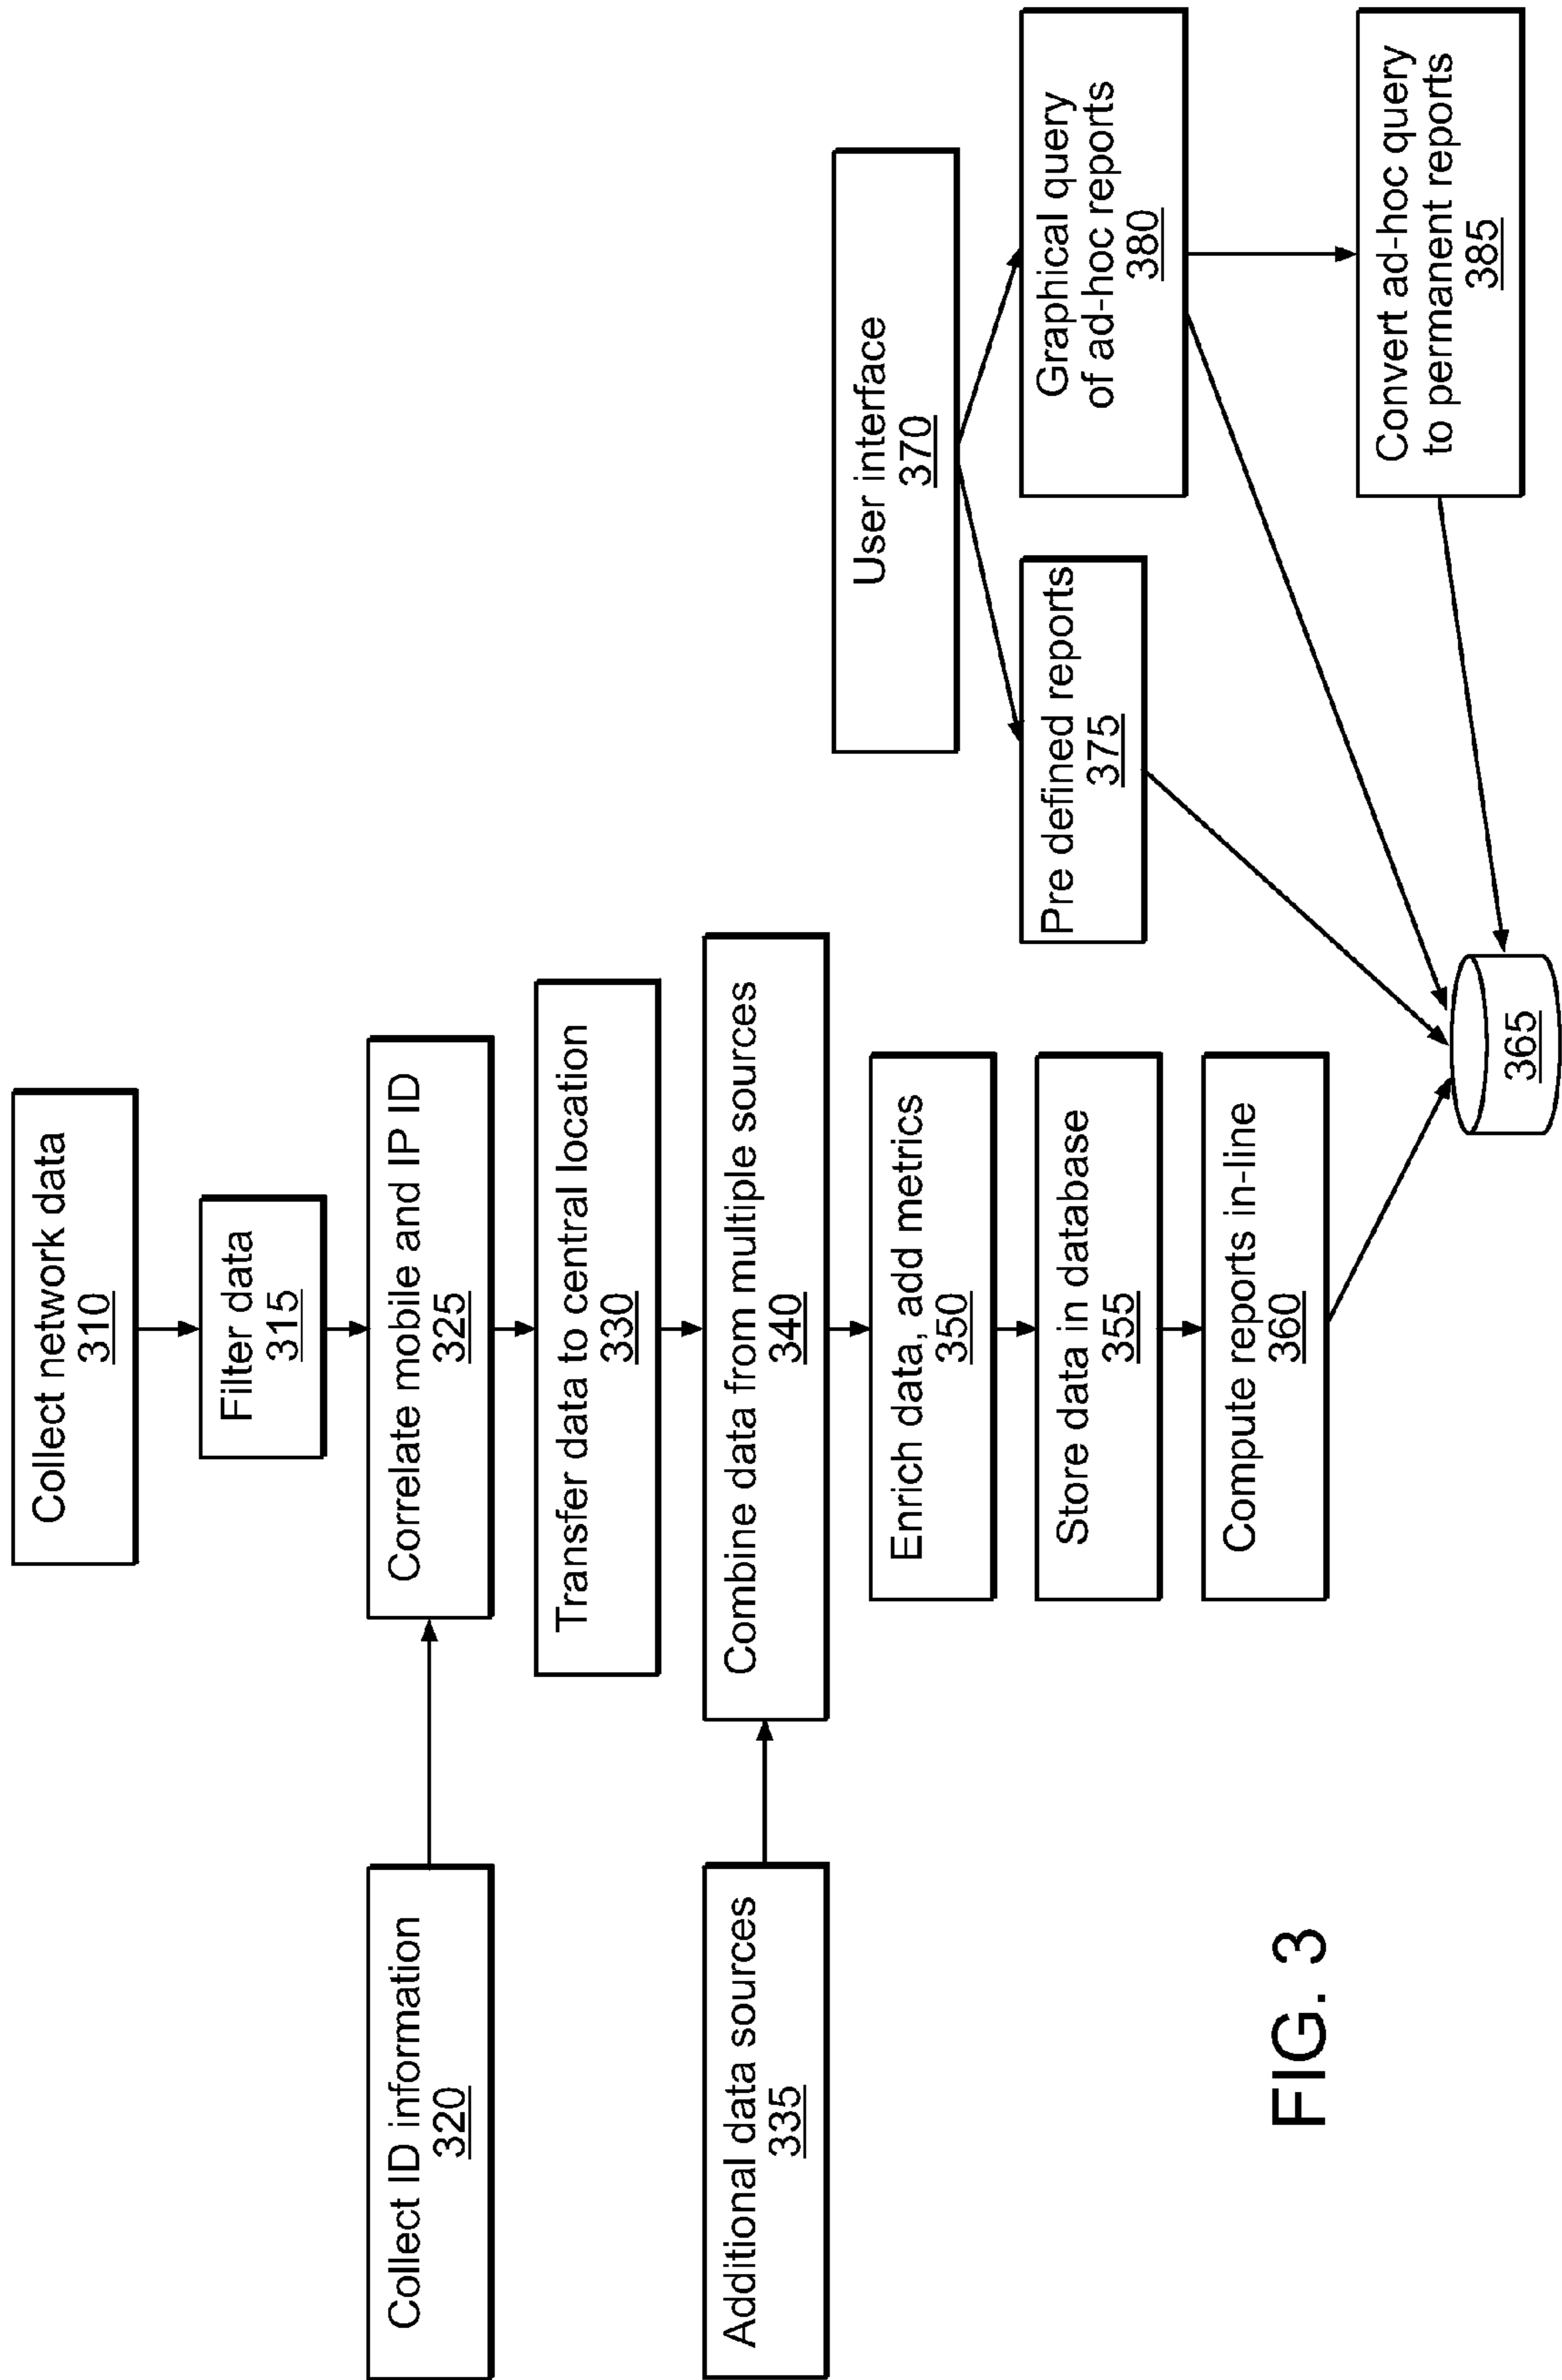 Collect network data
310
Filter data
315
Collect ID information
320
Correlate mobile and IP ID
325
Transfer data to central location
330
Additional data sources
335
Combine data from multiple sources
340
Enrich data, add metrics
350
Store data in database
355
Compute reports in-line
360
365
User interface
370
Pre defined reports
375
Graphical query
of ad-hoc reports
380
Convert ad-hoc query
to permanent reports
385
FIG. 3